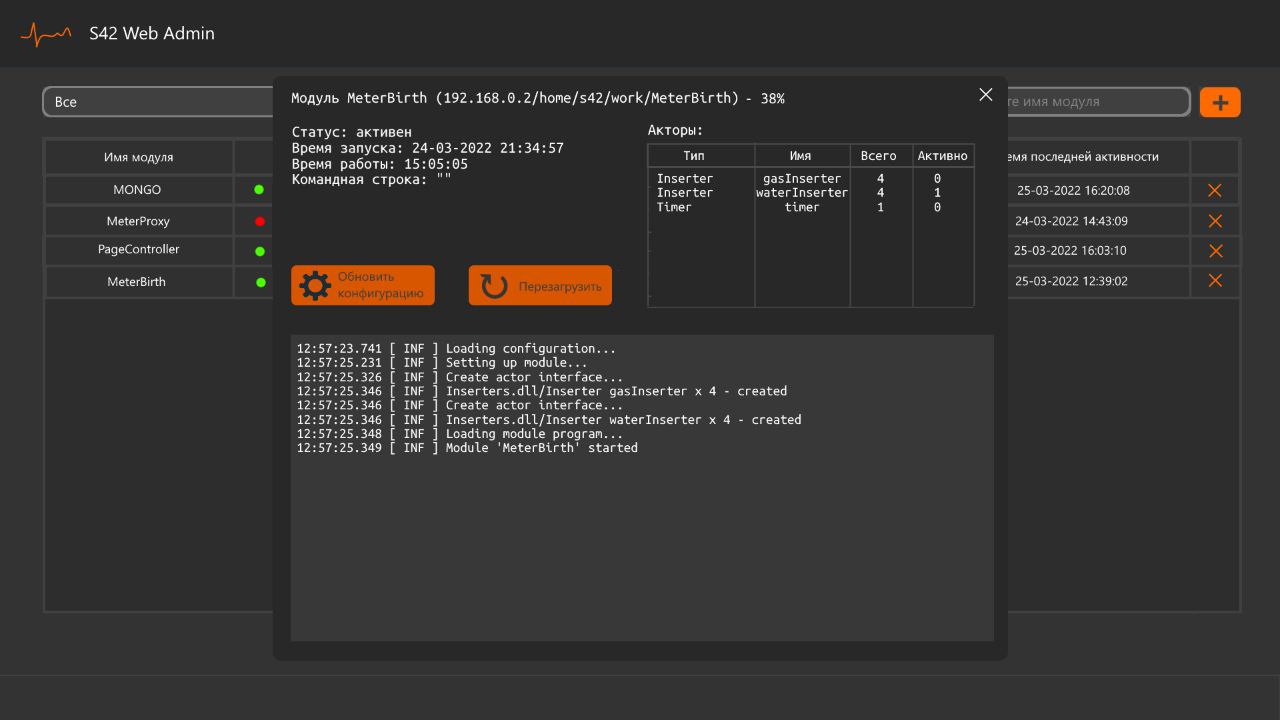 S42 Web Admin
Все
те имя модуля
Имя модуля
емя последней активности
MONGO
25-03-2022 16:20:08
MeterProxy
24-03-2022 14:43:09
PageController
25-03-2022 16:03:10
MeterBirth
25-03-2022 12:39:02
Модуль MeterBirth (192.168.0.2/home/s42/work/MeterBirth) - 38%
Статус: активен
Время запуска: 24-03-2022 21:34:57
Время работы: 15:05:05
Командная строка: ""
Акторы:
Тип Имя Всего Активно
Inserter gasInserter 4 0
Inserter waterInserter 4 1
Timer timer 1 0
Обновить
конфигурацию
Перезагрузить
12:57:23.741 [ INF ] Loading configuration...
12:57:25.231 [ INF ] Setting up module...
12:57:25.326 [ INF ] Create actor interface...
12:57:25.346 [ INF ] Inserters.dll/Inserter gasInserter x 4 - created
12:57:25.346 [ INF ] Create actor interface...
12:57:25.346 [ INF ] Inserters.dll/Inserter waterInserter x 4 - created
12:57:25.348 [ INF ] Loading module program...
12:57:25.349 [ INF ] Module 'MeterBirth' started